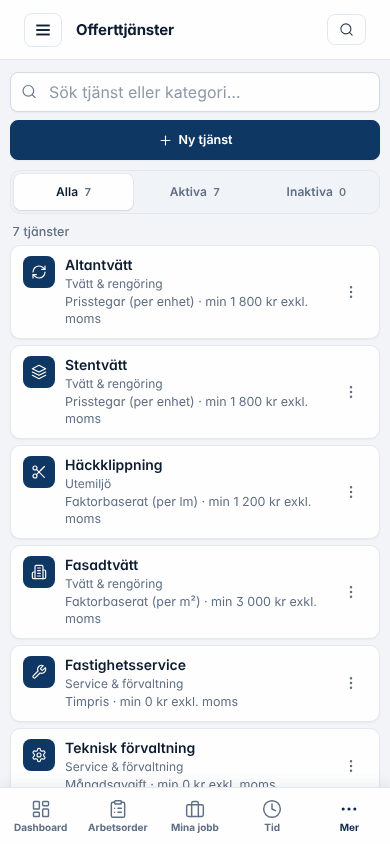 Offerttjänster
Sök tjänst eller kategori...
Ny tjänst
Alla 7
Aktiva 7
Inaktiva 0
7 tjänster
Altantvätt
Tvätt & rengöring
Prisstegar (per enhet) · min 1 800 kr exkl.
moms
Stentvätt
Tvätt & rengöring
Prisstegar (per enhet) · min 1 800 kr exkl.
moms
Häckklippning
Utemiljö
Faktorbaserat (per lm) · min 1 200 kr exkl.
moms
Fasadtvätt
Tvätt & rengöring
Faktorbaserat (per m²) · min 3 000 kr exkl.
moms
Fastighetsservice
Service & förvaltning
Timpris · min 0 kr exkl. moms
Teknisk förvaltning
Service & förvaltning
Månadsavgift · min 0 kr exkl. moms
Dashboard
Arbetsorder
Mina jobb
Tid
Mer